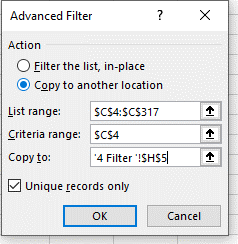 Advanced Filter
Action
Filter the list, in-place
Copy to another location
List range: $C$4:$C$317
Criteria range: $C$4
Copy to: '4 Filter '!$H$5
Unique records only
OK Cancel